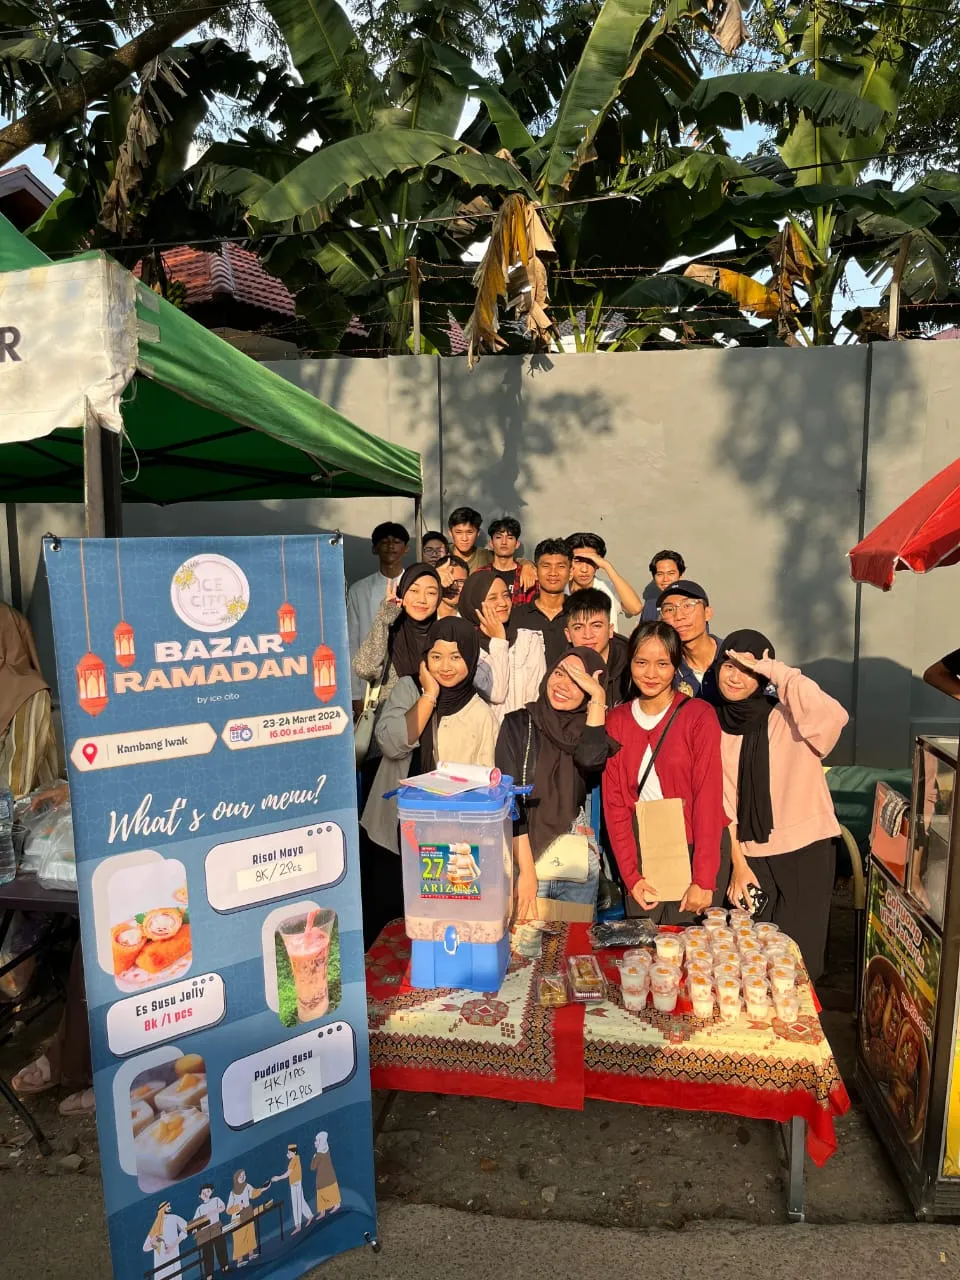 R
ICE
CITO
BAZAR
RAMADAN
by ice cito
Kambang Iwak
23-24 Maret 2024
16.00 s.d. selesai
What's our menu?
Risol Mayo
8K/2Pcs
Es Susu Jelly
8k /1 pcs
Pudding Susu
4K/1PCS
7K/2PCS
27
ARIZONA